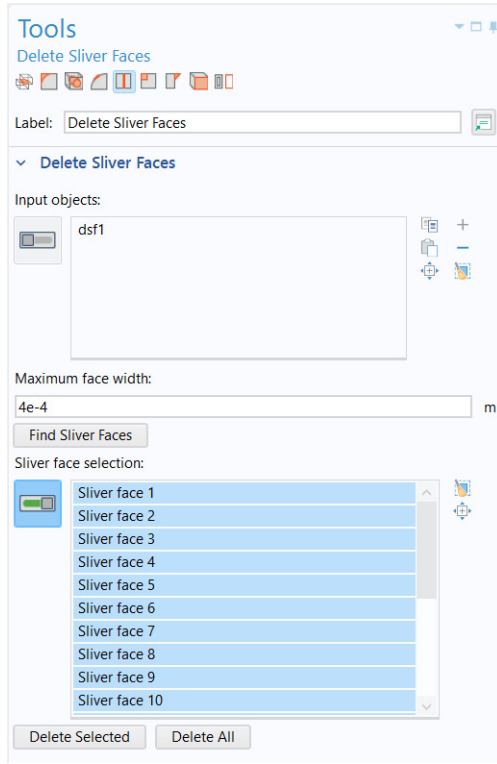 Tools
Delete Sliver Faces
Label: Delete Sliver Faces
Delete Sliver Faces
Input objects:
dsf1
Maximum face width:
4e-4 m
Find Sliver Faces
Sliver face selection:
Sliver face 1
Sliver face 2
Sliver face 3
Sliver face 4
Sliver face 5
Sliver face 6
Sliver face 7
Sliver face 8
Sliver face 9
Sliver face 10
Delete Selected Delete All